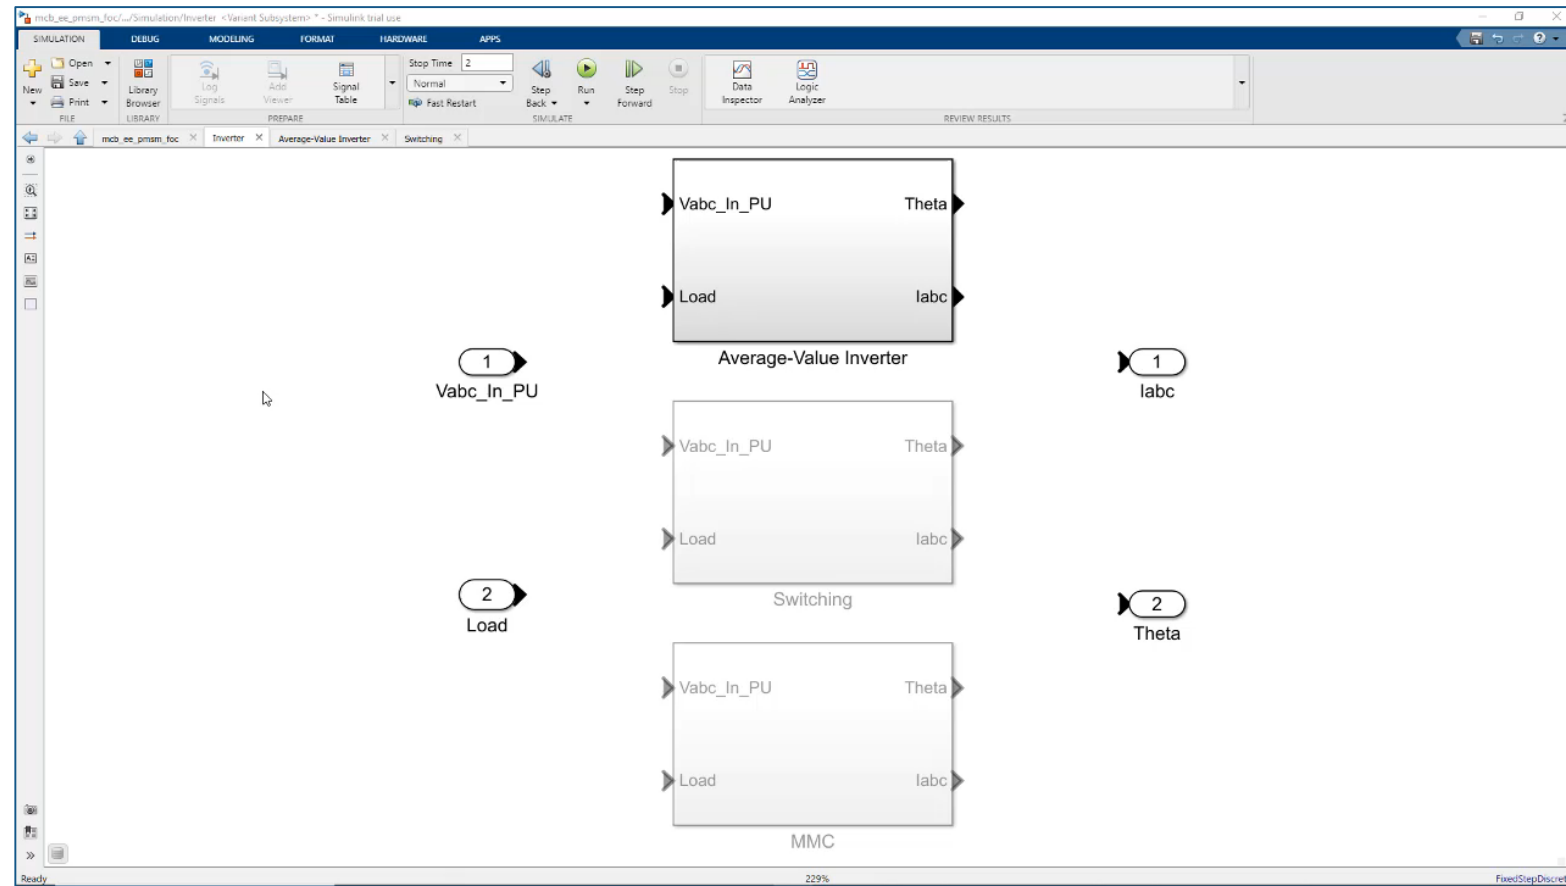 mcb_ee_pmsm_foc/.../Simulation/Inverter <Variant Subsystem> * - Simulink trial use
SIMULATION DEBUG MODELING FORMAT HARDWARE APPS
New
Open
Save
Print
FILE
Library Browser
LIBRARY
Log Signals
Add Viewer
Signal Table
PREPARE
Stop Time 2
Normal
Fast Restart
Step Back
Run
Step Forward
Stop
SIMULATE
Data Inspector
Logic Analyzer
REVIEW RESULTS
mcb_ee_pmsm_foc Inverter Average-Value Inverter Switching
Vabc_In_PU Theta
Load Iabc
Average-Value Inverter
1
Vabc_In_PU
1
Iabc
Vabc_In_PU Theta
Load Iabc
Switching
2
Load
2
Theta
Vabc_In_PU Theta
Load Iabc
MMC
Ready 229% FixedStepDiscret